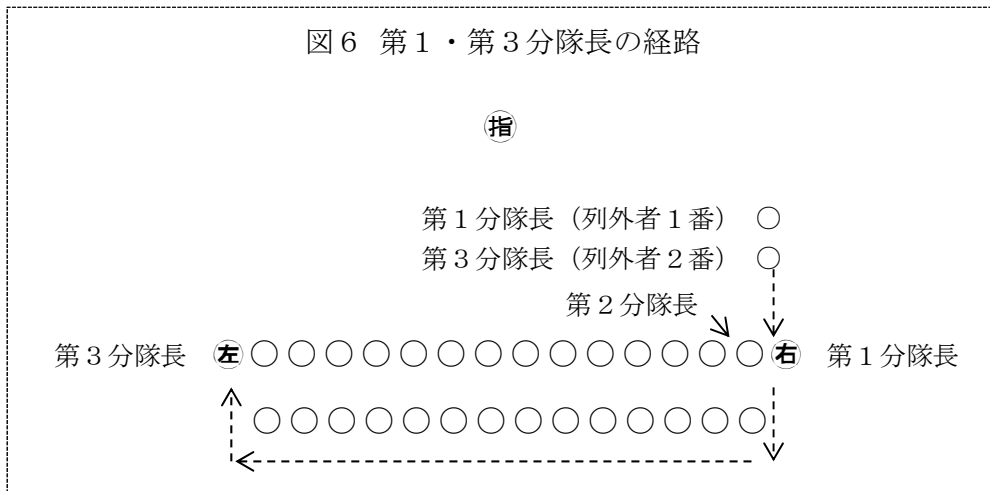 図6 第1・第3分隊長の経路
指
第1分隊長(列外者1番)
第3分隊長(列外者2番)
第2分隊長
第3分隊長 左 右 第1分隊長